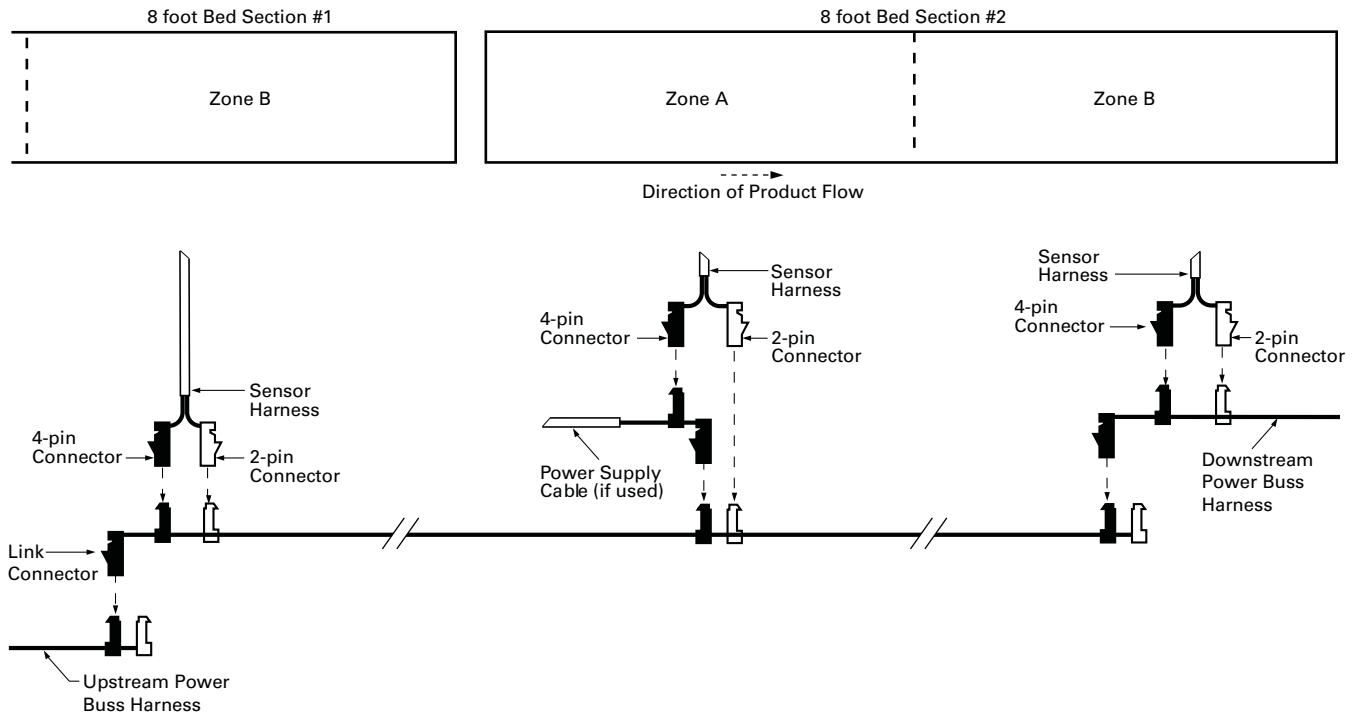 8 foot Bed Section #1
8 foot Bed Section #2
Zone B
Zone A
Zone B
Direction of Product Flow
Sensor
Harness
4-pin
Connector
2-pin
Connector
Sensor
Harness
4-pin
Connector
2-pin
Connector
Sensor
Harness
4-pin
Connector
2-pin
Connector
Power Supply
Cable (if used)
Downstream
Power Buss
Harness
Link
Connector
Upstream Power
Buss Harness